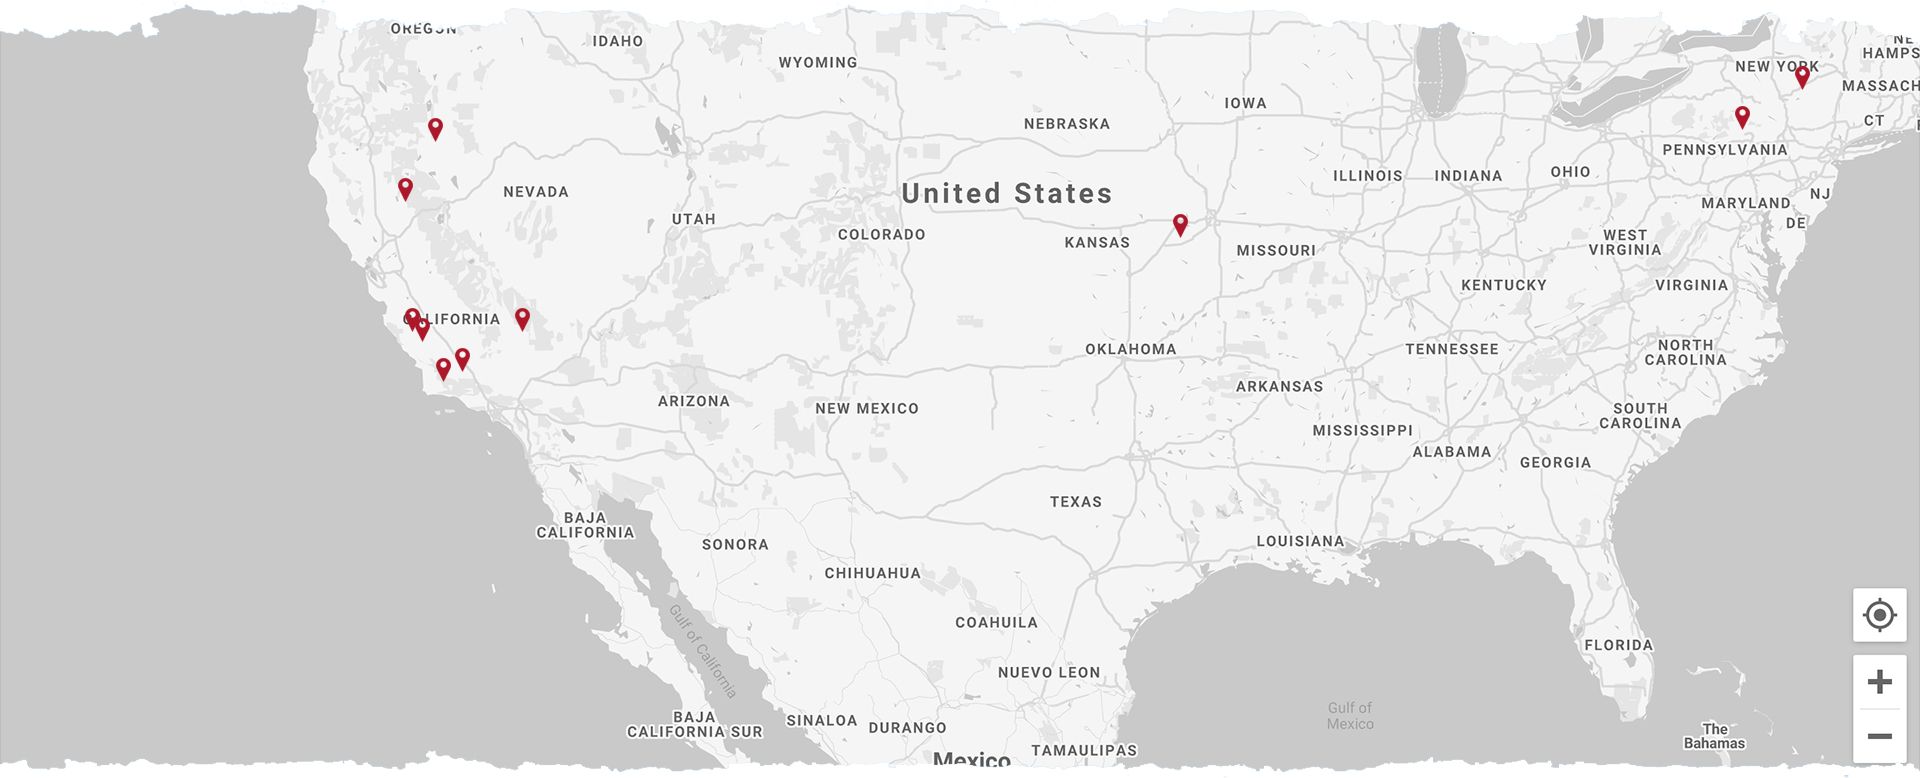 OREGON
IDAHO
WYOMING
NEW YORK
NE
HAMPS
MASSACH
IOWA
NEBRASKA
CT
PENNSYLVANIA
NEVADA
United States
ILLINOIS
INDIANA
OHIO
UTAH
MARYLAND
NJ
DE
COLORADO
KANSAS
MISSOURI
WEST
VIRGINIA
KENTUCKY
VIRGINIA
CALIFORNIA
OKLAHOMA
TENNESSEE
NORTH
CAROLINA
ARKANSAS
ARIZONA
NEW MEXICO
SOUTH
CAROLINA
MISSISSIPPI
ALABAMA
GEORGIA
TEXAS
BAJA
CALIFORNIA
SONORA
LOUISIANA
CHIHUAHUA
Gulf of California
COAHUILA
FLORIDA
NUEVO LEON
BAJA
CALIFORNIA SUR
SINALOA
DURANGO
Gulf of
Mexico
The
Bahamas
TAMAULIPAS
Mexico